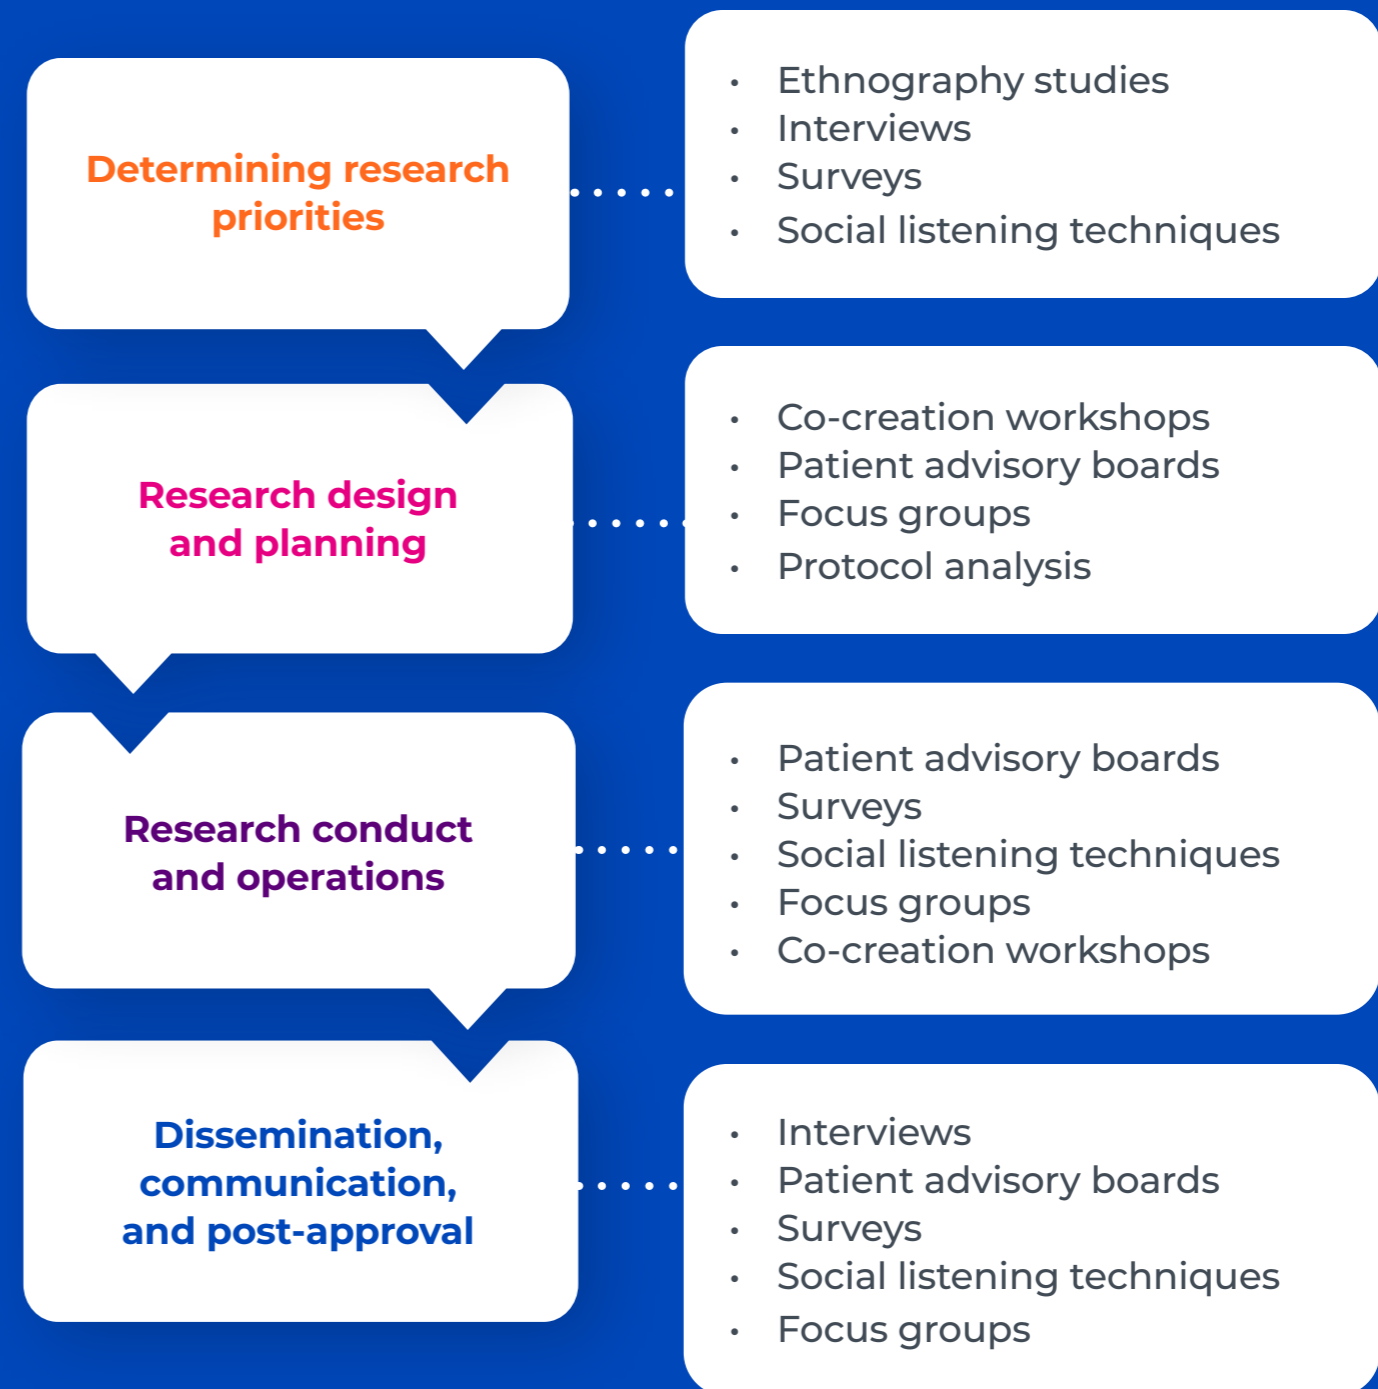 Determining research
priorities
• Ethnography studies
• Interviews
• Surveys
• Social listening techniques
Research design
and planning
• Co-creation workshops
• Patient advisory boards
• Focus groups
• Protocol analysis
Research conduct
and operations
• Patient advisory boards
• Surveys
• Social listening techniques
• Focus groups
• Co-creation workshops
Dissemination,
communication,
and post-approval
• Interviews
• Patient advisory boards
• Surveys
• Social listening techniques
• Focus groups